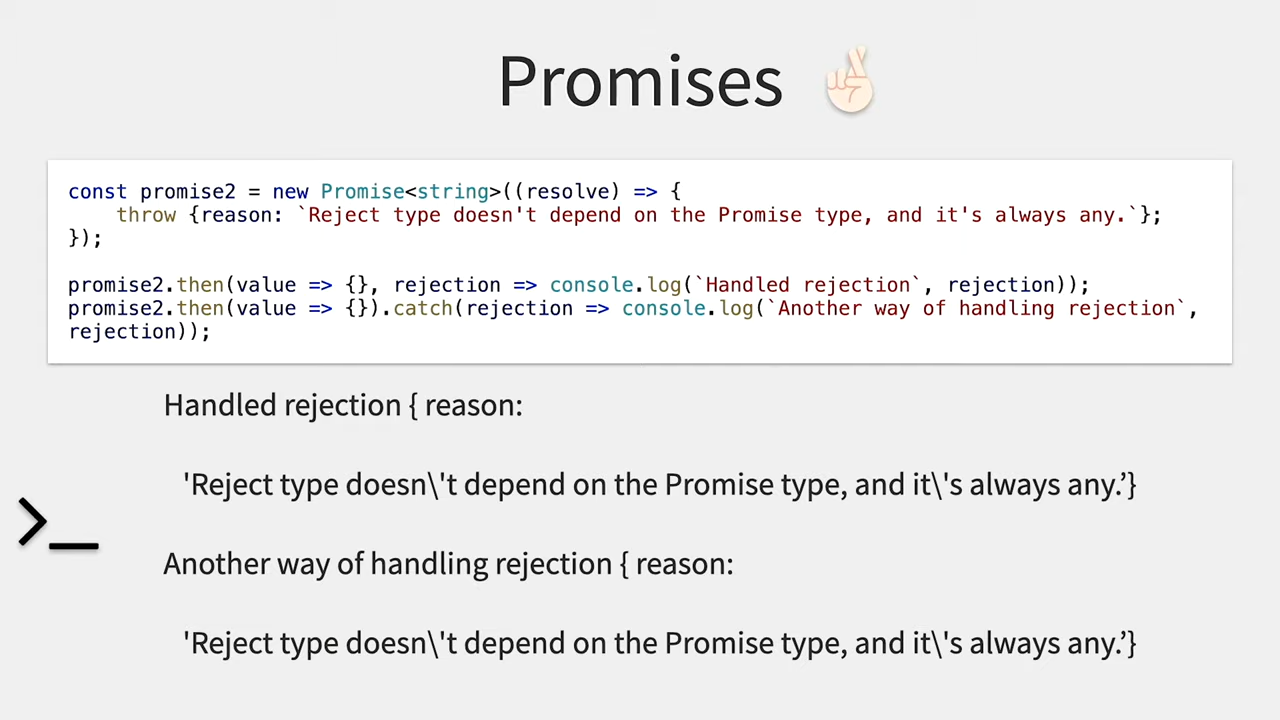 Promises 🤞🏻
const promise2 = new Promise<string>((resolve) => {
    throw {reason: `Reject type doesn't depend on the Promise type, and it's always any.`};
});
promise2.then(value => {}, rejection => console.log(`Handled rejection`, rejection));
promise2.then(value => {}).catch(rejection => console.log(`Another way of handling rejection`,
rejection));
Handled rejection { reason:
'Reject type doesn\'t depend on the Promise type, and it\'s always any.’}
>_
Another way of handling rejection { reason:
'Reject type doesn\'t depend on the Promise type, and it\'s always any.’}